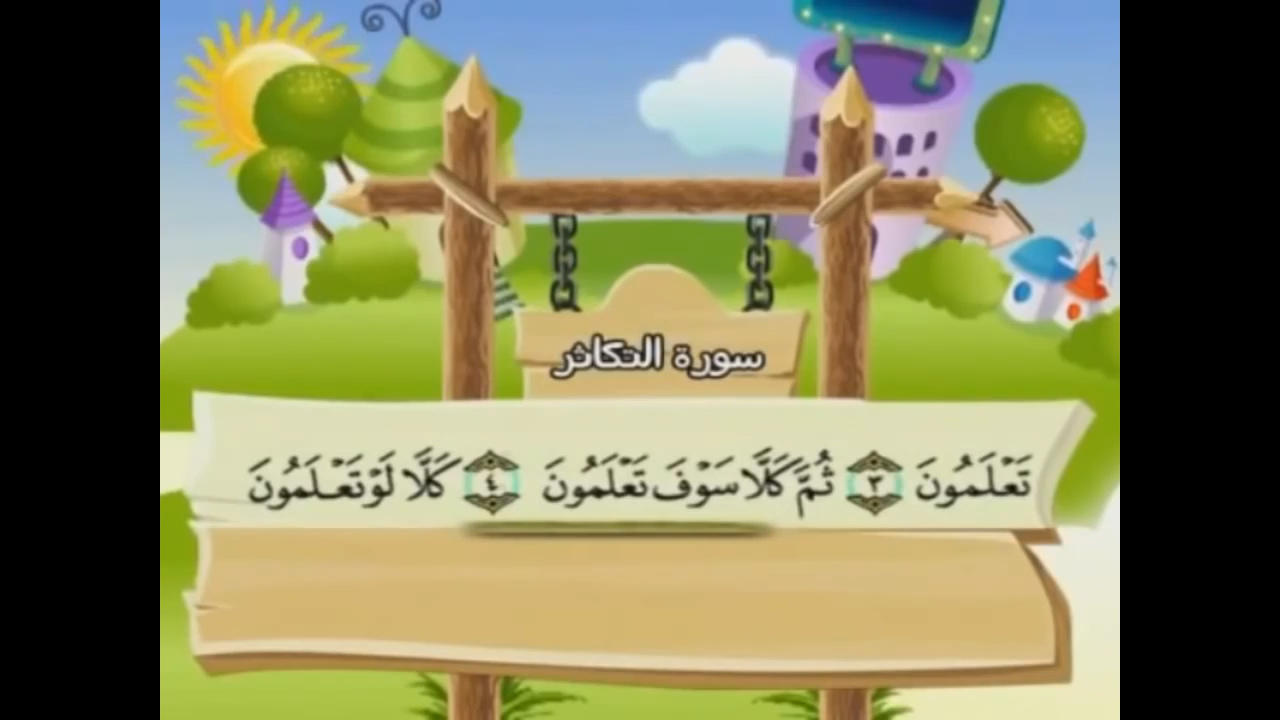 سورة التكاثر
تَعْلَمُونَ ٣ ثُمَّ كَلَّا سَوْفَ تَعْلَمُونَ ٤ كَلَّا لَوْ تَعْلَمُونَ